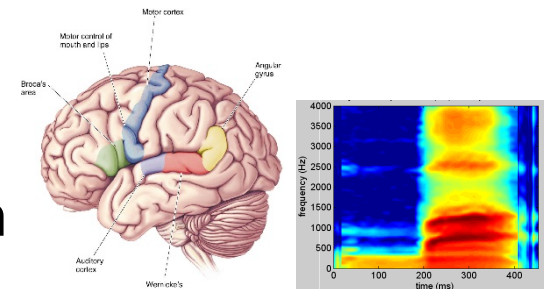 Motor cortex
Motor control of
mouth and lips
Angular
gyrus
Broca's
area
Auditory
cortex
Wernicke's
4000
3500
3000
2500
2000
1500
1000
500
0
frequency (Hz)
0 100 200 300 400
time (ms)